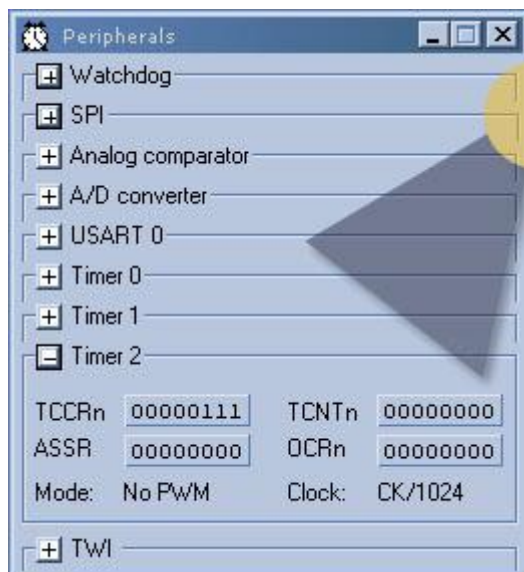 Peripherals
Watchdog
SPI
Analog comparator
A/D converter
USART 0
Timer 0
Timer 1
Timer 2
TCCRn 00000111 TCNTn 00000000
ASSR 00000000 OCRn 00000000
Mode: No PWM Clock: CK/1024
TWI